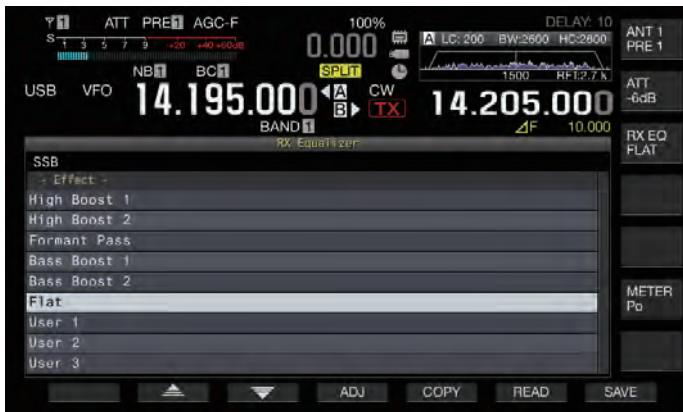 1 ATT PRE1 AGC-F 100% DELAY: 10
S 1 3 5 7 9 +20 +40 +60dB 0.000 A LC: 200 BW:2600 HC:2800
NB1 BC1 SPLIT 1500 RFT:2.7 k
USB VFO 14.195.000 A B CW TX 14.205.000
BAND 1 ⊿F 10.000
RX Equalizer
SSB
- Effect -
High Boost 1
High Boost 2
Formant Pass
Bass Boost 1
Bass Boost 2
Flat
User 1
User 2
User 3
ANT 1
PRE 1
ATT
-6dB
RX EQ
FLAT
METER
Po
ADJ COPY READ SAVE